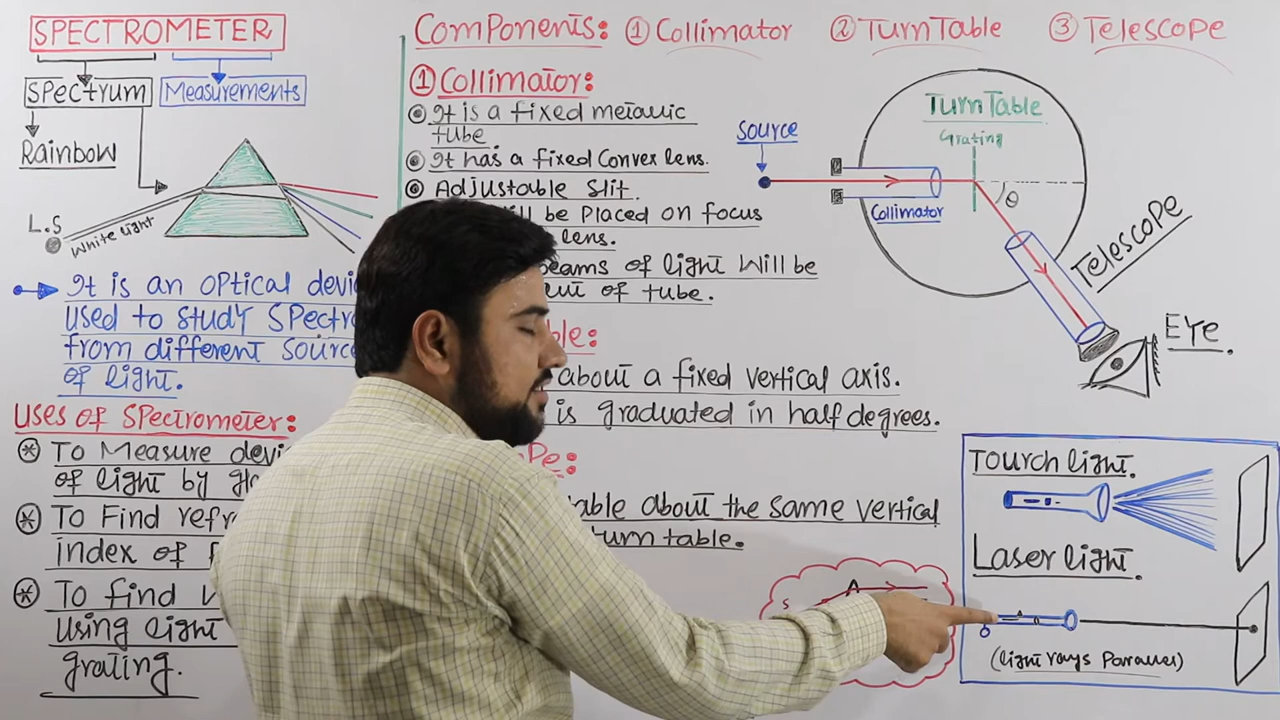 SPECTROMETER
Spectrum
Measurements
Rainbow
L.S
White light
It is an optical devi
used to study Spectr
from different Source
of light.
Uses of Spectrometer:
To Measure devi
of light by
To Find refr
index of
To find
using light
grating.
Components: ① Collimator ② TurnTable ③ Telescope
① Collimator:
It is a fixed metallic
tube
It has a fixed Convex lens.
Adjustable Slit.
ill be placed on focus
lens.
beams of light will be
of tube.
ble:
about a fixed vertical axis.
is graduated in half degrees.
pe:
able about the same vertical
turn table.
Source
TurnTable
Grating
Collimator
θ
Telescope
Eye.
S
A
Tourch light.
Laser light.
(light rays Parallel)